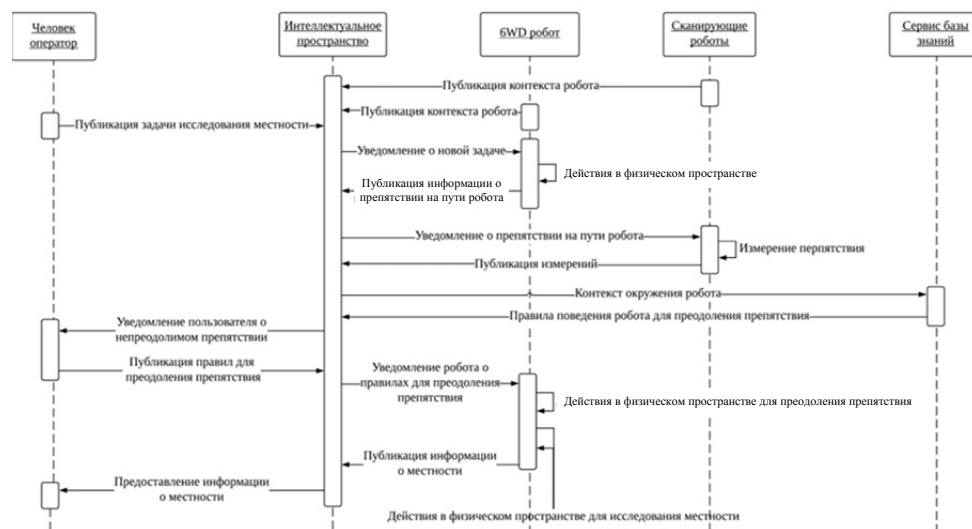 Человек
оператор
Интеллектуальное
пространство
6WD робот
Сканирующие
роботы
Сервис базы
знаний
Публикация контекста робота
Публикация контекста робота
Публикация задачи исследования местности
Уведомление о новой задаче
Действия в физическом пространстве
Публикация информации о
препятствии на пути робота
Уведомление о препятствии на пути робота
Измерение перпятствия
Публикация измерений
Контекст окружения робота
Правила поведения робота для преодоления препятствия
Уведомление пользователя о
непреодолимом препятствии
Публикация правил для
преодоления препятствия
Уведомление робота о
правилах для преодоления
препятствия
Действия в физическом пространстве для преодоления препятствия
Публикация информации
о местности
Предоставление информации
о местности
Действия в физическом пространстве для исследования местности